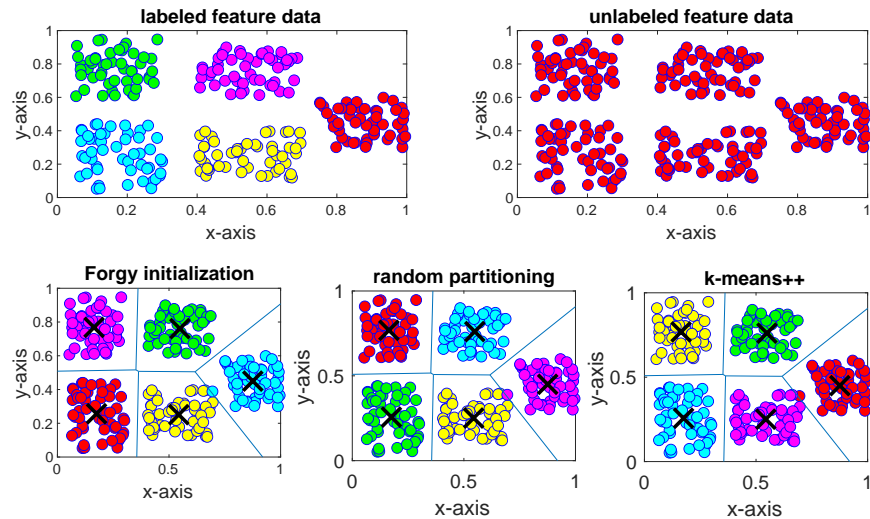 labeled feature data
1
0.8
0.6
0.4
0.2
0
y-axis
0 0.2 0.4 0.6 0.8 1
x-axis
unlabeled feature data
1
0.8
0.6
0.4
0.2
0
y-axis
0 0.2 0.4 0.6 0.8 1
x-axis
Forgy initialization
1
0.8
0.6
0.4
0.2
0
y-axis
0 0.5 1
x-axis
random partitioning
1
0.5
0
y-axis
0 0.5 1
x-axis
k-means++
1
0.5
0
y-axis
0 0.5 1
x-axis